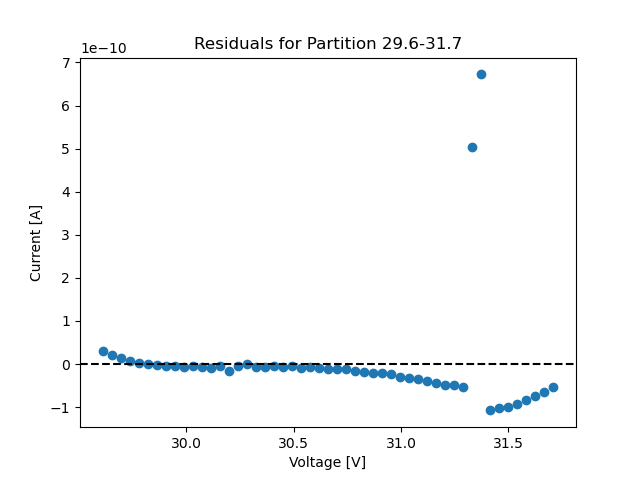 Residuals for Partition 29.6-31.7
1e−10
7
6
5
4
3
2
1
0
−1
30.0 30.5 31.0 31.5
Current [A]
Voltage [V]